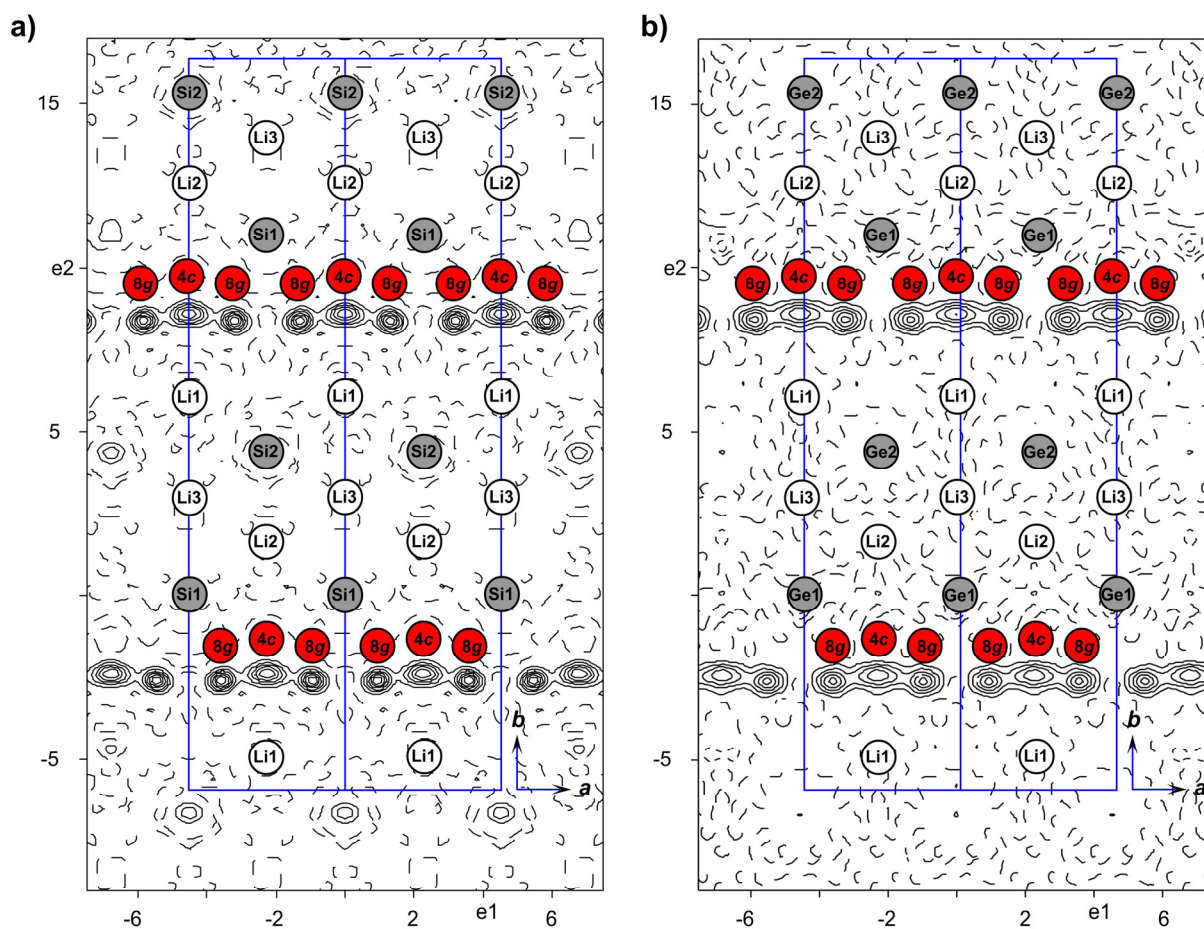 a)
b)
Si2 Si2 Si2
Ge2 Ge2 Ge2
15
15
Li3 Li3
Li3 Li3
Li2 Li2 Li2
Li2 Li2 Li2
Si1 Si1
Ge1 Ge1
e2
8g 4c 8g 8g 4c 8g 8g 4c 8g
e2
8g 4c 8g 8g 4c 8g 8g 4c 8g
Li1 Li1 Li1
Li1 Li1 Li1
5
5
Si2 Si2
Ge2 Ge2
Li3 Li3 Li3
Li3 Li3 Li3
Li2 Li2
Li2 Li2
Si1 Si1 Si1
Ge1 Ge1 Ge1
8g 4c 8g 8g 4c 8g
8g 4c 8g 8g 4c 8g
b
b
-5
Li1 Li1
-5
Li1 Li1
a
a
-6 -2 2 e1 6
-6 -2 2 e1 6